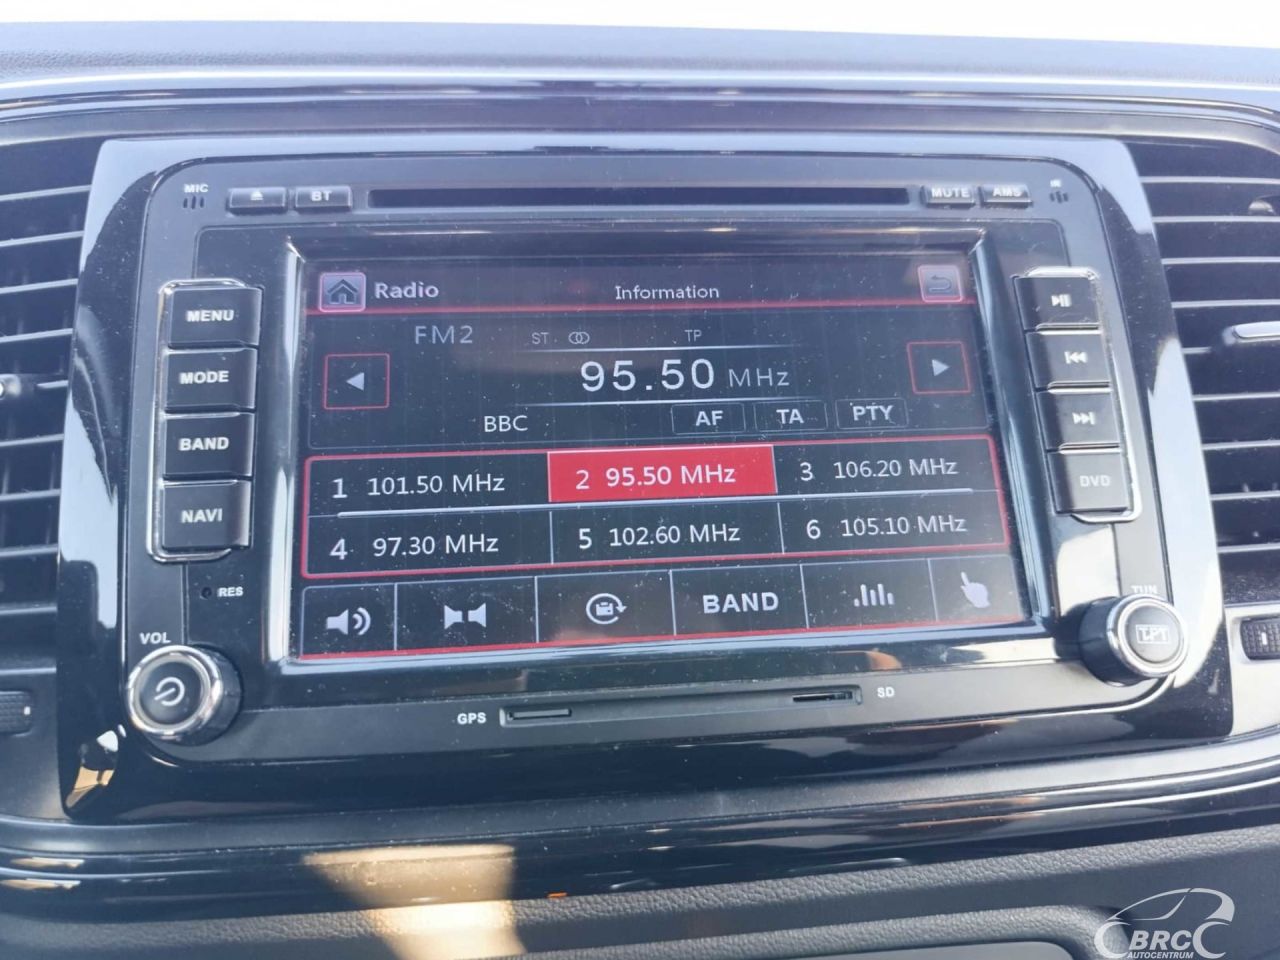 MIC BT MUTE AMS IR
MENU
MODE
BAND
NAVI
RES
VOL
Radio Information
FM2 ST TP
95.50 MHz
BBC AF TA PTY
1 101.50 MHz 2 95.50 MHz 3 106.20 MHz
4 97.30 MHz 5 102.60 MHz 6 105.10 MHz
BAND
DVD
TUN
T.P.T
GPS SD
BRC
AUTOCENTRUM